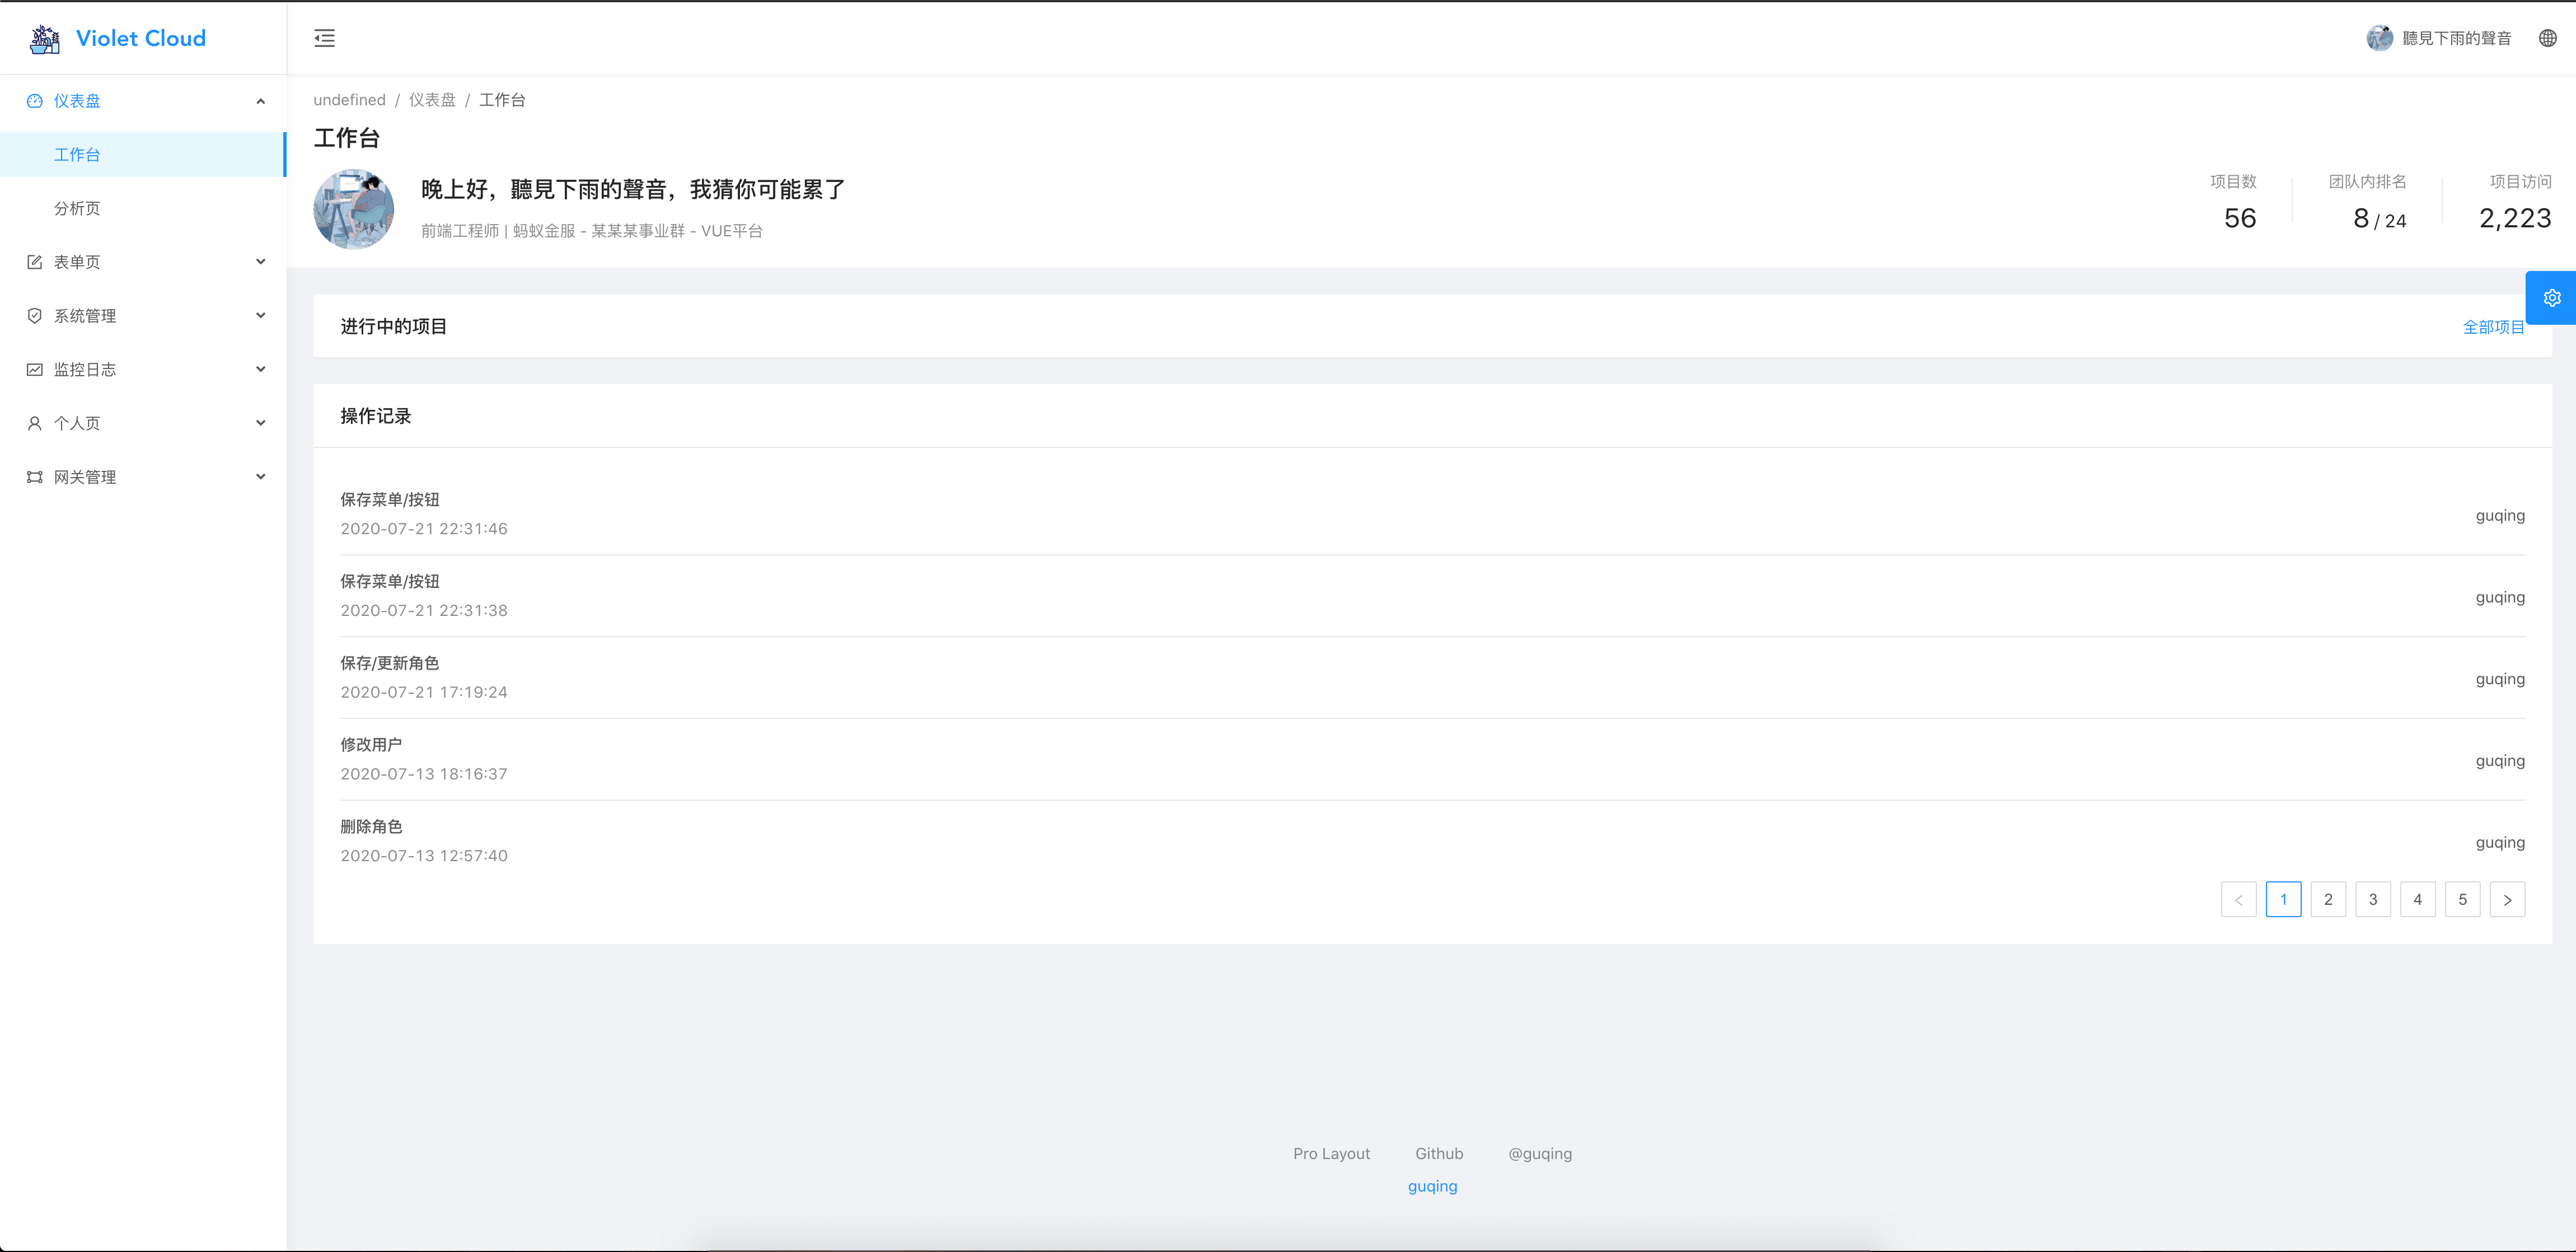 Violet Cloud
聽見下雨的聲音
仪表盘
工作台
分析页
表单页
系统管理
监控日志
个人页
网关管理
undefined / 仪表盘 / 工作台
工作台
晚上好，聽見下雨的聲音，我猜你可能累了
前端工程师 | 蚂蚁金服 - 某某某事业群 - VUE平台
项目数
56
团队内排名
8 / 24
项目访问
2,223
进行中的项目
全部项目
操作记录
保存菜单/按钮
2020-07-21 22:31:46
guqing
保存菜单/按钮
2020-07-21 22:31:38
guqing
保存/更新角色
2020-07-21 17:19:24
guqing
修改用户
2020-07-13 18:16:37
guqing
删除角色
2020-07-13 12:57:40
guqing
< 1 2 3 4 5 >
Pro Layout Github @guqing
guqing